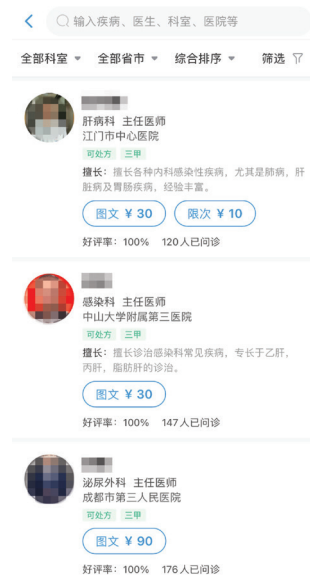 输入疾病、医生、科室、医院等
全部科室 全部省市 综合排序 筛选
肝病科 主任医师
江门市中心医院
可处方 三甲
擅长：擅长各种内科感染性疾病，尤其是肺病，肝
脏病及胃肠疾病，经验丰富。
图文 ¥ 30 限次 ¥ 10
好评率：100% 120人已问诊
感染科 主任医师
中山大学附属第三医院
可处方 三甲
擅长：擅长诊治感染科常见疾病，专长于乙肝，
丙肝，脂肪肝的诊治。
图文 ¥ 30
好评率：100% 147人已问诊
泌尿外科 主任医师
成都市第三人民医院
可处方 三甲
图文 ¥ 90
好评率：100% 176人已问诊